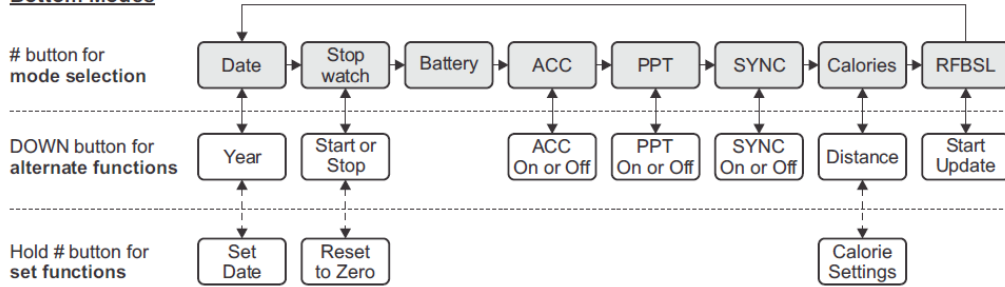 Bottom Modes
# button for
mode selection
Date
Stop
watch
Battery
ACC
PPT
SYNC
Calories
RFBSL
DOWN button for
alternate functions
Year
Start or
Stop
ACC
On or Off
PPT
On or Off
SYNC
On or Off
Distance
Start
Update
Hold # button for
set functions
Set
Date
Reset
to Zero
Calorie
Settings